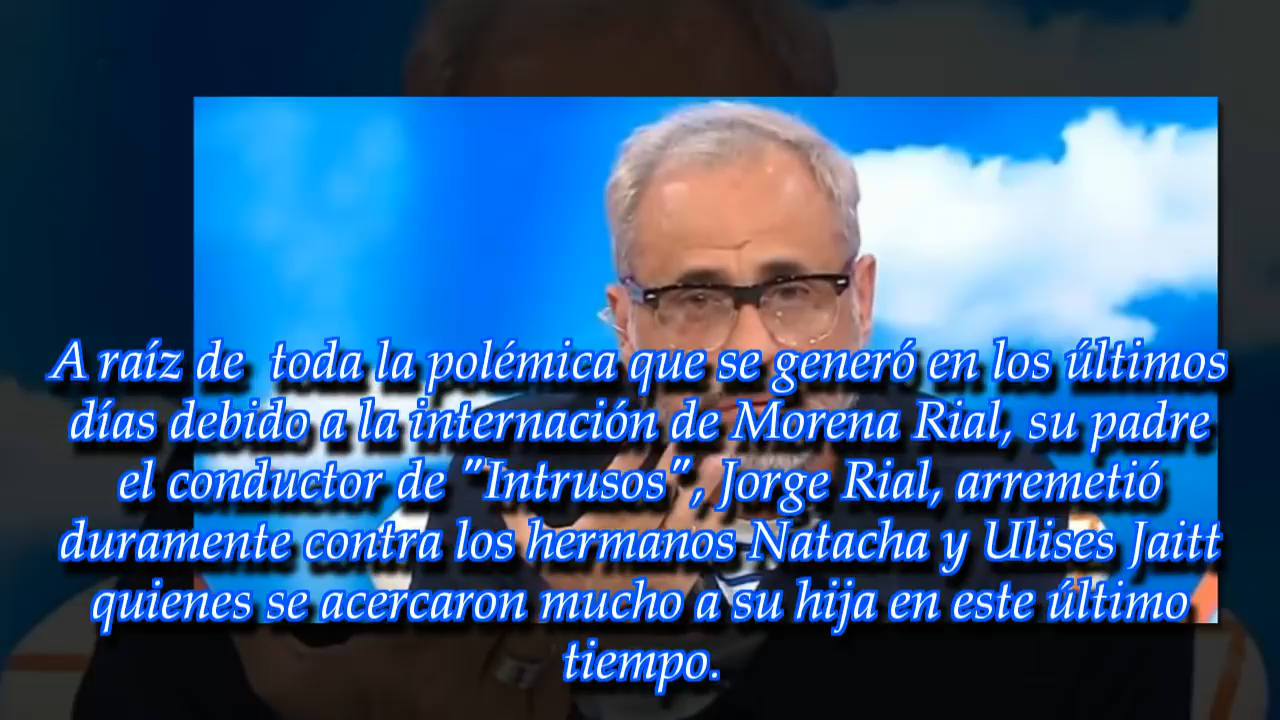 A raíz de  toda la polémica que se generó en los últimos
días debido a la internación de Morena Rial, su padre
el conductor de "Intrusos", Jorge Rial, arremetió
duramente contra los hermanos Natacha y Ulises Jaitt
quienes se acercaron mucho a su hija en este último
tiempo.